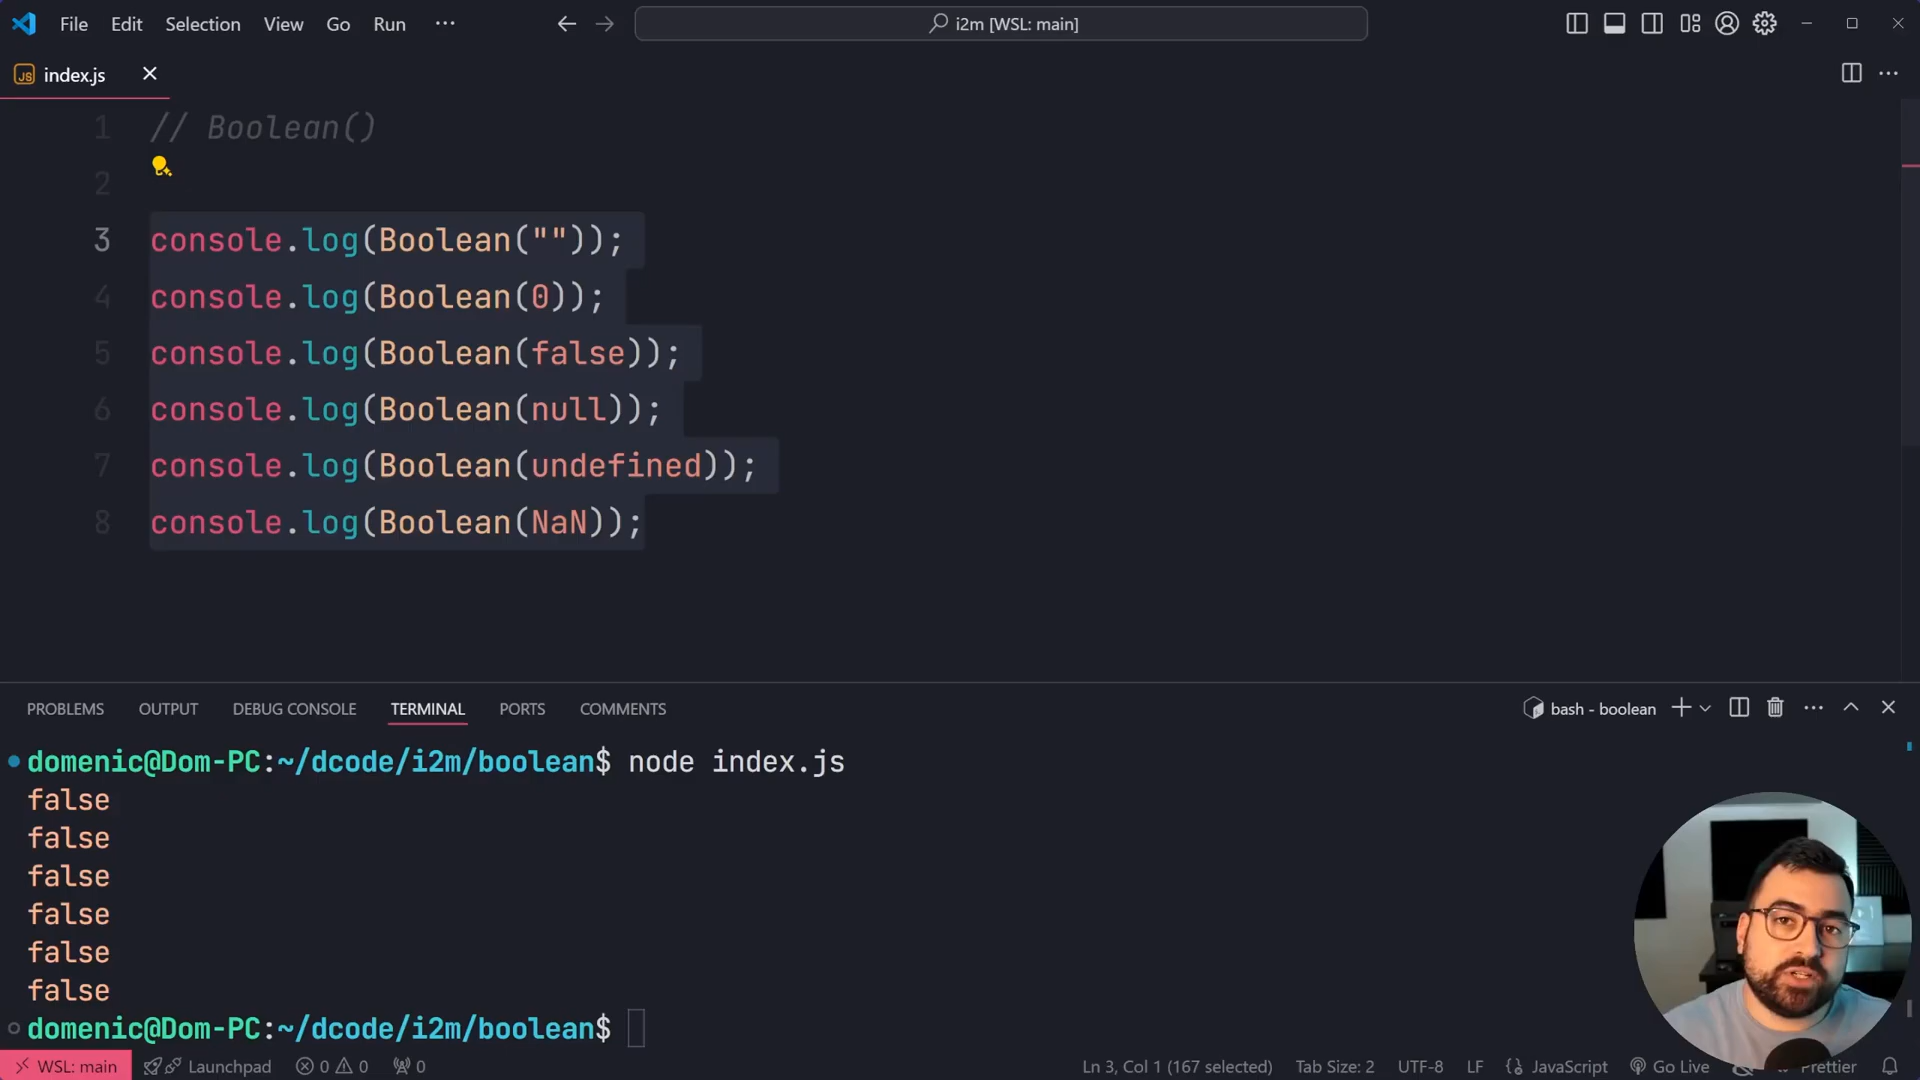 File Edit Selection View Go Run ···
i2m [WSL: main]
JS index.js
1 // Boolean()
2
3 console.log(Boolean(""));
4 console.log(Boolean(0));
5 console.log(Boolean(false));
6 console.log(Boolean(null));
7 console.log(Boolean(undefined));
8 console.log(Boolean(NaN));
PROBLEMS OUTPUT DEBUG CONSOLE TERMINAL PORTS COMMENTS
bash - boolean
domenic@Dom-PC:~/dcode/i2m/boolean$ node index.js
false
false
false
false
false
false
domenic@Dom-PC:~/dcode/i2m/boolean$
WSL: main Launchpad 0 0 0 Ln 3, Col 1 (167 selected) Tab Size: 2 UTF-8 LF {} JavaScript Go Live Prettier